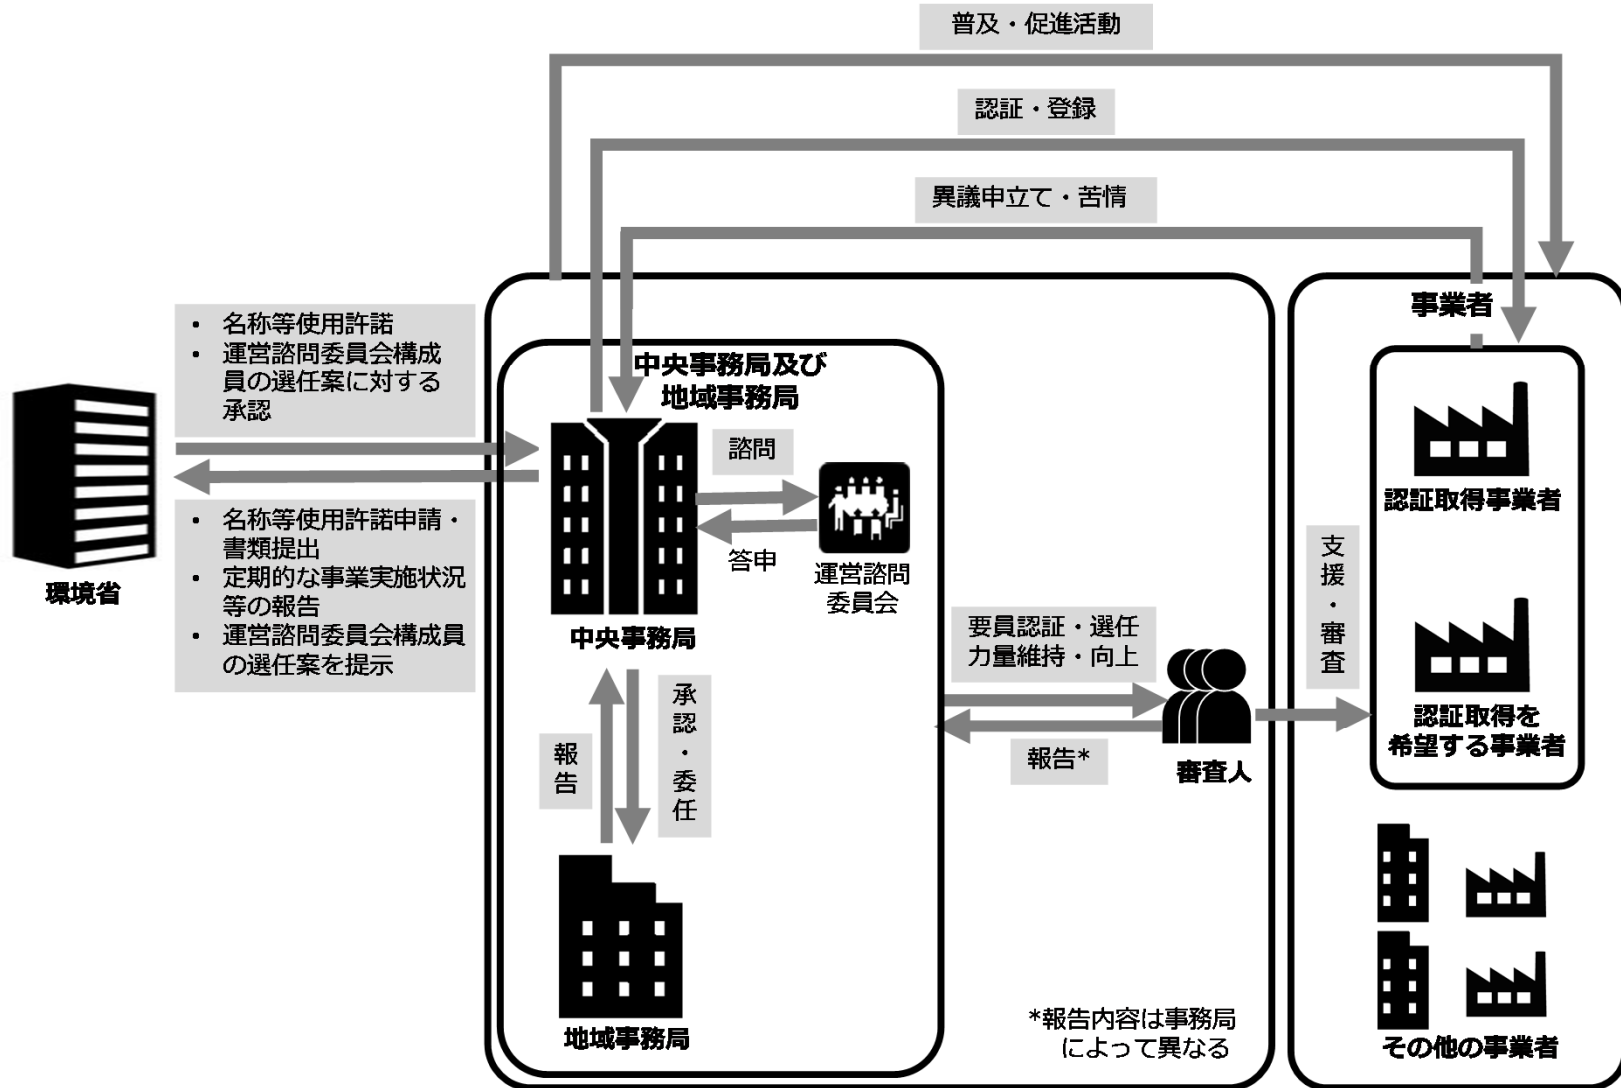 普及・促進活動
認証・登録
異議申立て・苦情
• 名称等使用許諾
• 運営諮問委員会構成
員の選任案に対する
承認
• 名称等使用許諾申請・
書類提出
• 定期的な事業実施状況
等の報告
• 運営諮問委員会構成員
の選任案を提示
環境省
中央事務局及び
地域事務局
諮問
答申
運営諮問
委員会
中央事務局
報告
承認・委任
地域事務局
要員認証・選任
力量維持・向上
報告*
審査人
*報告内容は事務局
によって異なる
支援・審査
事業者
認証取得事業者
認証取得を
希望する事業者
その他の事業者